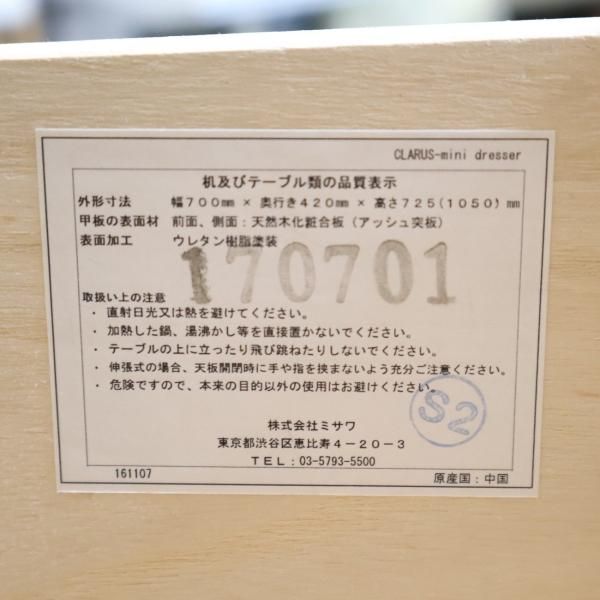 CLARUS-mini dresser
机及びテーブル類の品質表示
外形寸法 幅700mm × 奥行き420mm × 高さ725(1050)mm
甲板の表面材 前面、側面：天然木化粧合板（アッシュ突板）
表面加工 ウレタン樹脂塗装
170701
取扱い上の注意
・ 直射日光又は熱を避けてください。
・ 加熱した鍋、湯沸かし等を直接置かないでください。
・ テーブルの上に立ったり飛び跳ねたりしないでください。
・ 伸張式の場合、天板開閉時に手や指を挟まないよう充分ご注意ください。
・ 危険ですので、本来の目的以外の使用はお避けください。
S2
株式会社ミサワ
東京都渋谷区恵比寿4－20－3
TEL：03-5793-5500
161107 原産国：中国